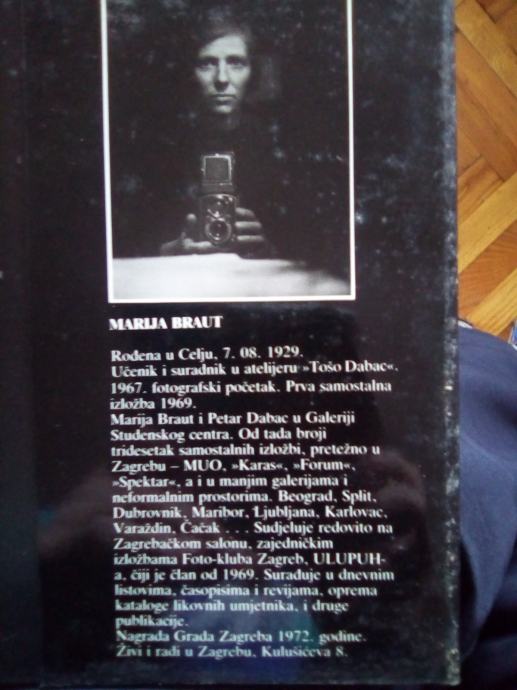 MARIJA BRAUT
Rođena u Celju, 7. 08. 1929.
Učenik i suradnik u atelijeru »Tošo Dabac«.
1967. fotografski početak. Prva samostalna
izložba 1969.
Marija Braut i Petar Dabac u Galeriji
Studenskog centra. Od tada broji
tridesetak samostalnih izložbi, pretežno u
Zagrebu – MUO, »Karas«, »Forum«,
»Spektar«, a i u manjim galerijama i
neformalnim prostorima. Beograd, Split,
Dubrovnik, Maribor, Ljubljana, Karlovac,
Varaždin, Čačak . . . Sudjeluje redovito na
Zagrebačkom salonu, zajedničkim
izložbama Foto-kluba Zagreb, ULUPUH-
a, čiji je član od 1969. Surađuje u dnevnim
listovima, časopisima i revijama, oprema
kataloge likovnih umjetnika, i druge
publikacije.
Nagrada Grada Zagreba 1972. godine.
Živi i radi u Zagrebu, Kulušićeva 8.